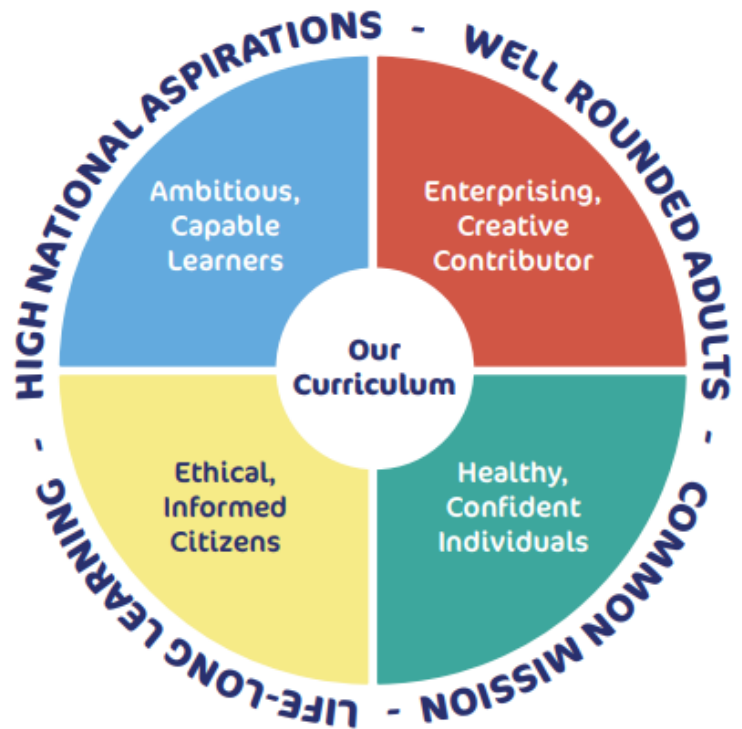 HIGH NATIONAL ASPIRATIONS - WELL ROUNDED ADULTS - COMMON MISSION - LIFE-LONG LEARNING -
Ambitious,
Capable
Learners
Enterprising,
Creative
Contributor
Our
Curriculum
Ethical,
Informed
Citizens
Healthy,
Confident
Individuals